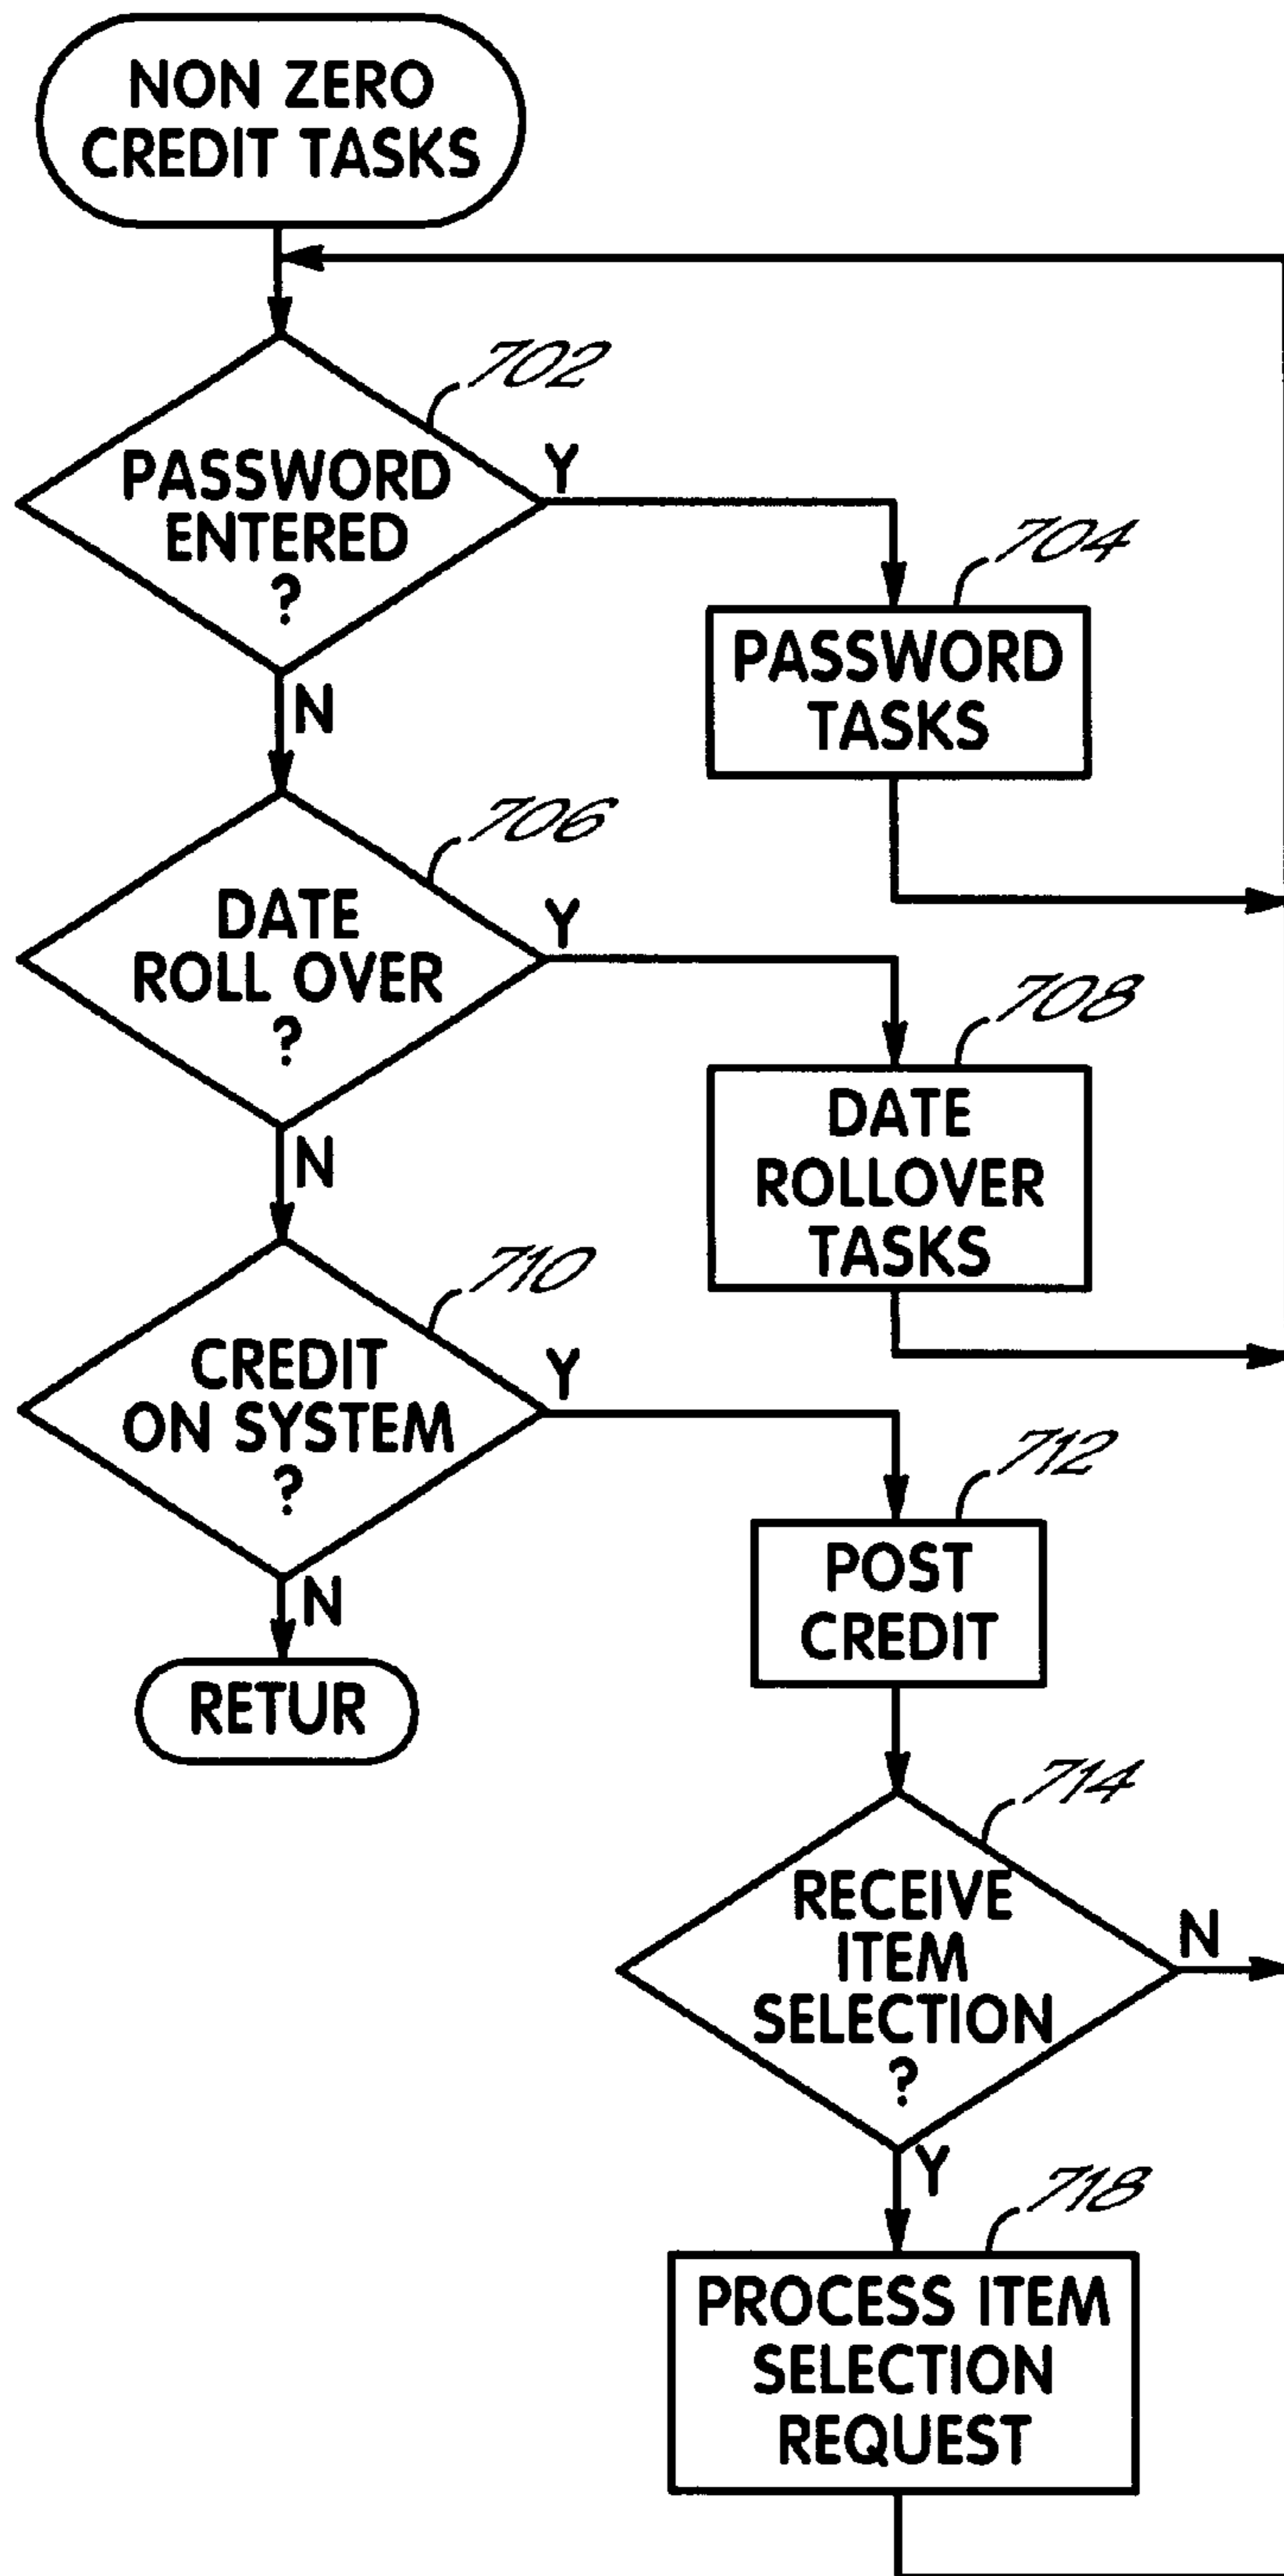 NON ZERO
CREDIT TASKS
702
PASSWORD
ENTERED
?
Y
N
704
PASSWORD
TASKS
706
DATE
ROLL OVER
?
Y
N
708
DATE
ROLLOVER
TASKS
710
CREDIT
ON SYSTEM
?
Y
N
RETUR
712
POST
CREDIT
714
RECEIVE
ITEM
SELECTION
?
N
Y
718
PROCESS ITEM
SELECTION
REQUEST